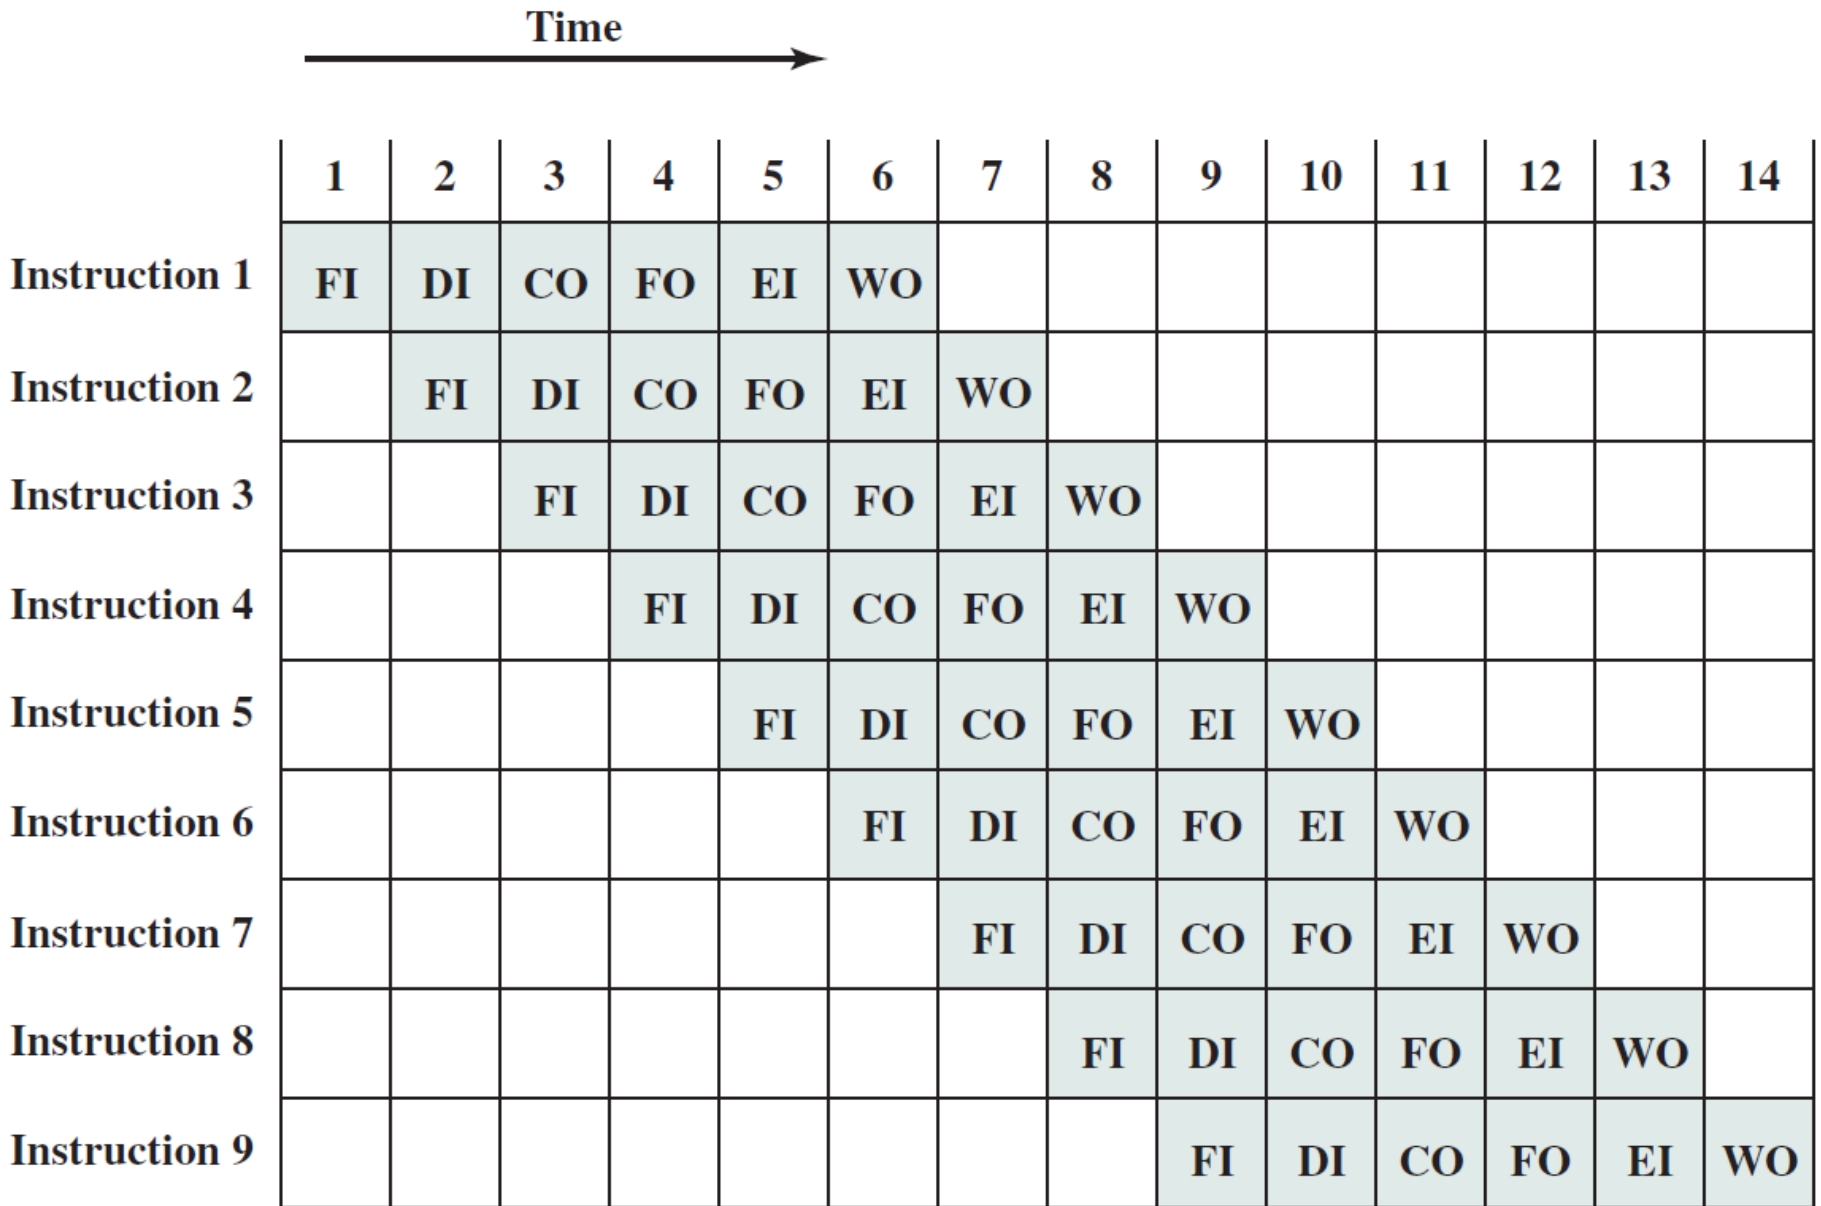 Time
1 2 3 4 5 6 7 8 9 10 11 12 13 14
Instruction 1 FI DI CO FO EI WO
Instruction 2 FI DI CO FO EI WO
Instruction 3 FI DI CO FO EI WO
Instruction 4 FI DI CO FO EI WO
Instruction 5 FI DI CO FO EI WO
Instruction 6 FI DI CO FO EI WO
Instruction 7 FI DI CO FO EI WO
Instruction 8 FI DI CO FO EI WO
Instruction 9 FI DI CO FO EI WO